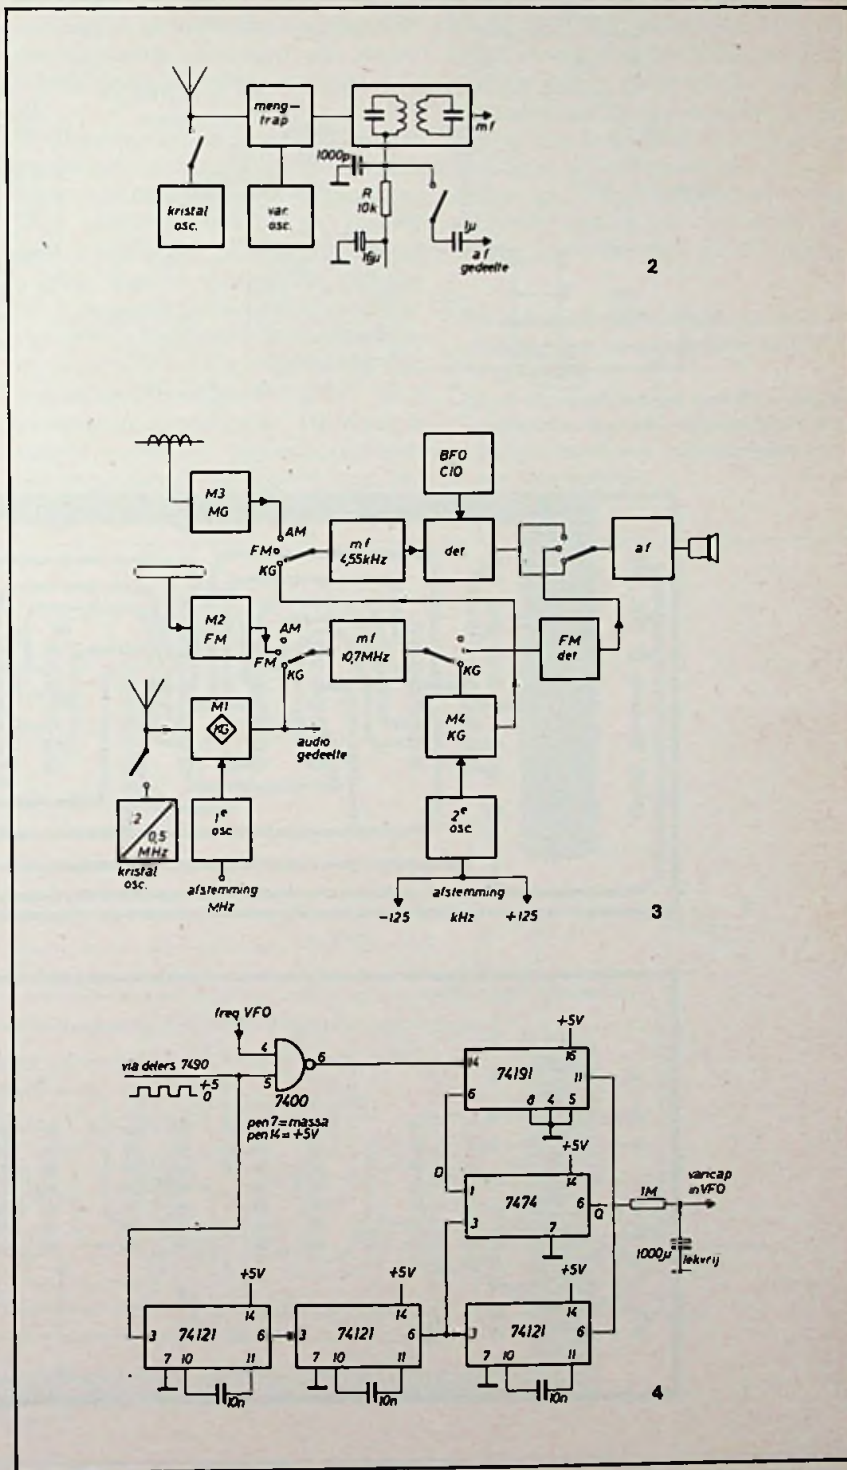 meng-
trap
mf
1000p
kristal
osc.
var.
osc.
R
10k
16µ
1µ
af
gedeelte
2
BFO
C10
M3
MG
AM
FM
KG
mf
4,55kHz
det
af
M2
FM
AM
FM
KG
mf
10,7MHz
KG
FM
det
M1
KG
audio
gedeelte
M4
KG
2
0,5
MHz
kristal
osc.
1e
osc
2e
osc.
afstemming
MHz
-125
afstemming
kHz
+125
3
freq VFO
via delers 7490
+5
0
4
5
6
7400
pen 7=massa
pen 14=+5V
+5V
16
14
74191
11
6
8
4
5
+5V
14
D
1
7474
6
Q
3
7
1M
varicap
in VFO
1000µ
lekvrij
+5V
14
3
74121
6
7
10
11
10n
+5V
14
3
74121
6
7
10
11
10n
+5V
14
3
74121
6
7
10
11
10n
4